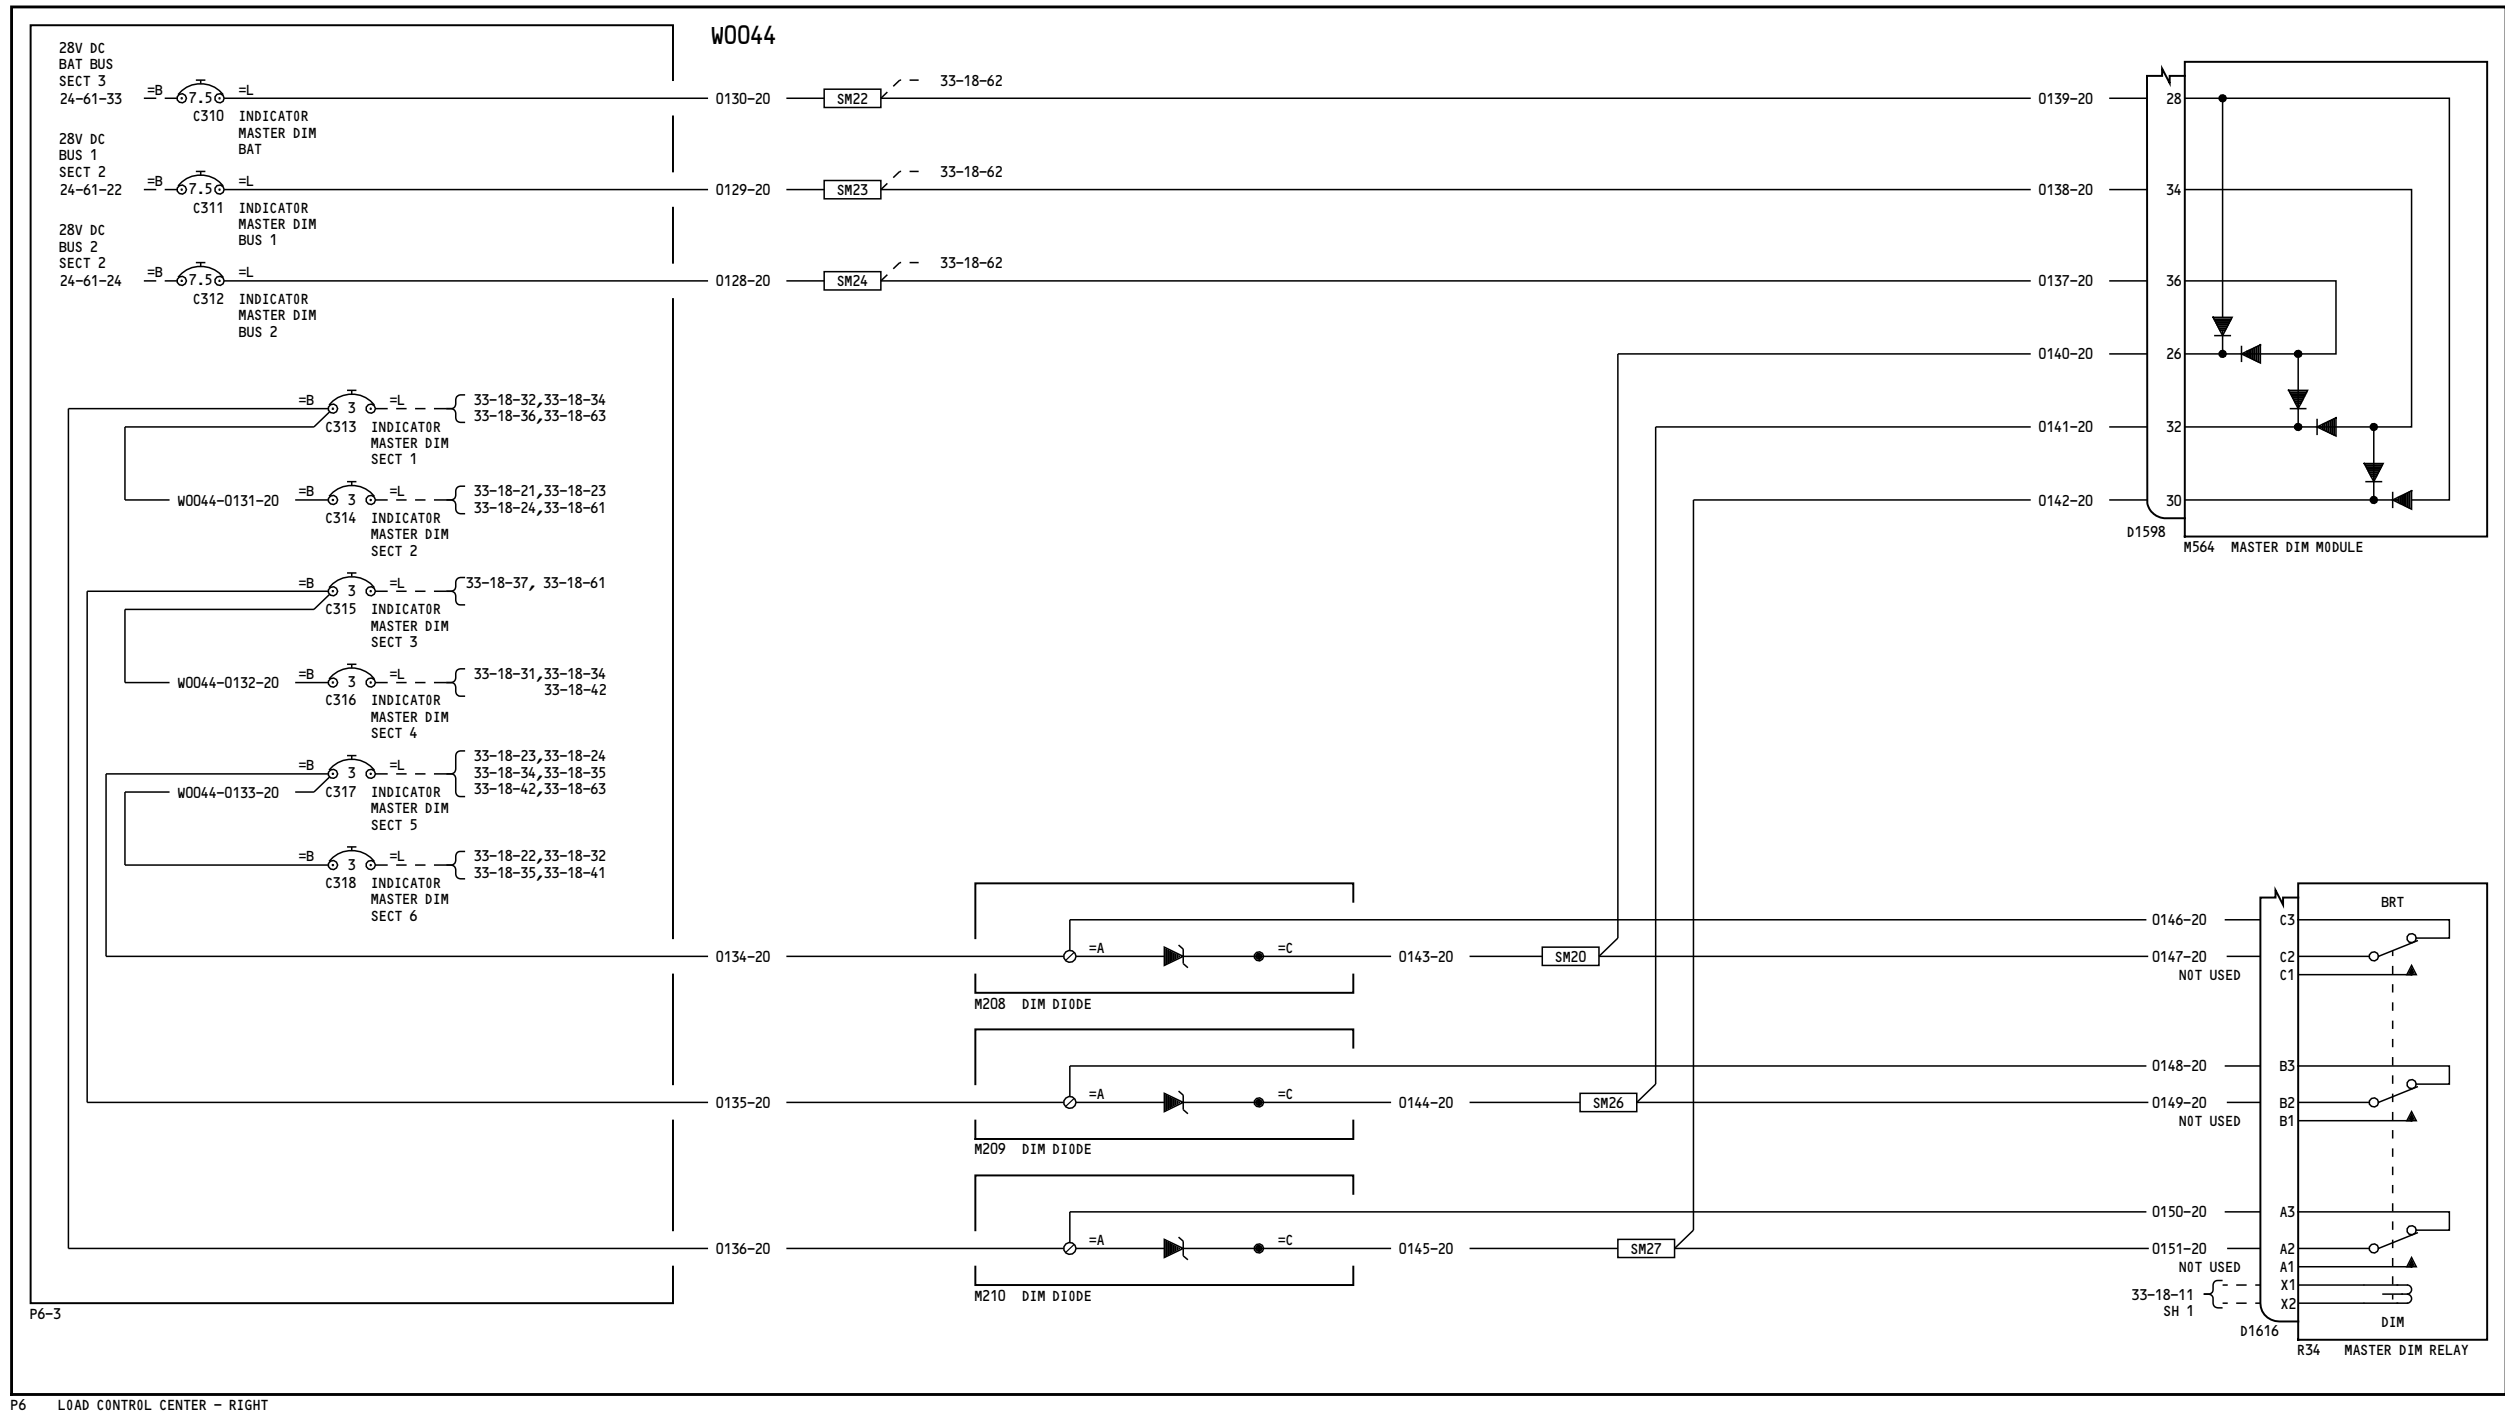 W0044
28V DC
BAT BUS
SECT 3
24-61-33
=B
7.5
=L
C310
INDICATOR
MASTER DIM
BAT
0130-20
SM22
33-18-62
0139-20
28
28V DC
BUS 1
SECT 2
24-61-22
=B
7.5
=L
C311
INDICATOR
MASTER DIM
BUS 1
0129-20
SM23
33-18-62
0138-20
34
28V DC
BUS 2
SECT 2
24-61-24
=B
7.5
=L
C312
INDICATOR
MASTER DIM
BUS 2
0128-20
SM24
33-18-62
0137-20
36
0140-20
26
0141-20
32
0142-20
30
D1598
M564 MASTER DIM MODULE
=B
3
=L
33-18-32,33-18-34
33-18-36,33-18-63
C313
INDICATOR
MASTER DIM
SECT 1
W0044-0131-20
=B
3
=L
33-18-21,33-18-23
33-18-24,33-18-61
C314
INDICATOR
MASTER DIM
SECT 2
=B
3
=L
33-18-37, 33-18-61
C315
INDICATOR
MASTER DIM
SECT 3
W0044-0132-20
=B
3
=L
33-18-31,33-18-34
33-18-42
C316
INDICATOR
MASTER DIM
SECT 4
=B
3
=L
33-18-23,33-18-24
33-18-34,33-18-35
33-18-42,33-18-63
W0044-0133-20
C317
INDICATOR
MASTER DIM
SECT 5
=B
3
=L
33-18-22,33-18-32
33-18-35,33-18-41
C318
INDICATOR
MASTER DIM
SECT 6
0134-20
=A
=C
0143-20
SM20
M208 DIM DIODE
0146-20
C3
BRT
0147-20
C2
NOT USED
C1
0135-20
=A
=C
0144-20
SM26
M209 DIM DIODE
0148-20
B3
0149-20
B2
NOT USED
B1
0136-20
=A
=C
0145-20
SM27
M210 DIM DIODE
0150-20
A3
0151-20
A2
NOT USED
A1
33-18-11
SH 1
X1
X2
DIM
D1616
R34 MASTER DIM RELAY
P6-3
P6 LOAD CONTROL CENTER - RIGHT